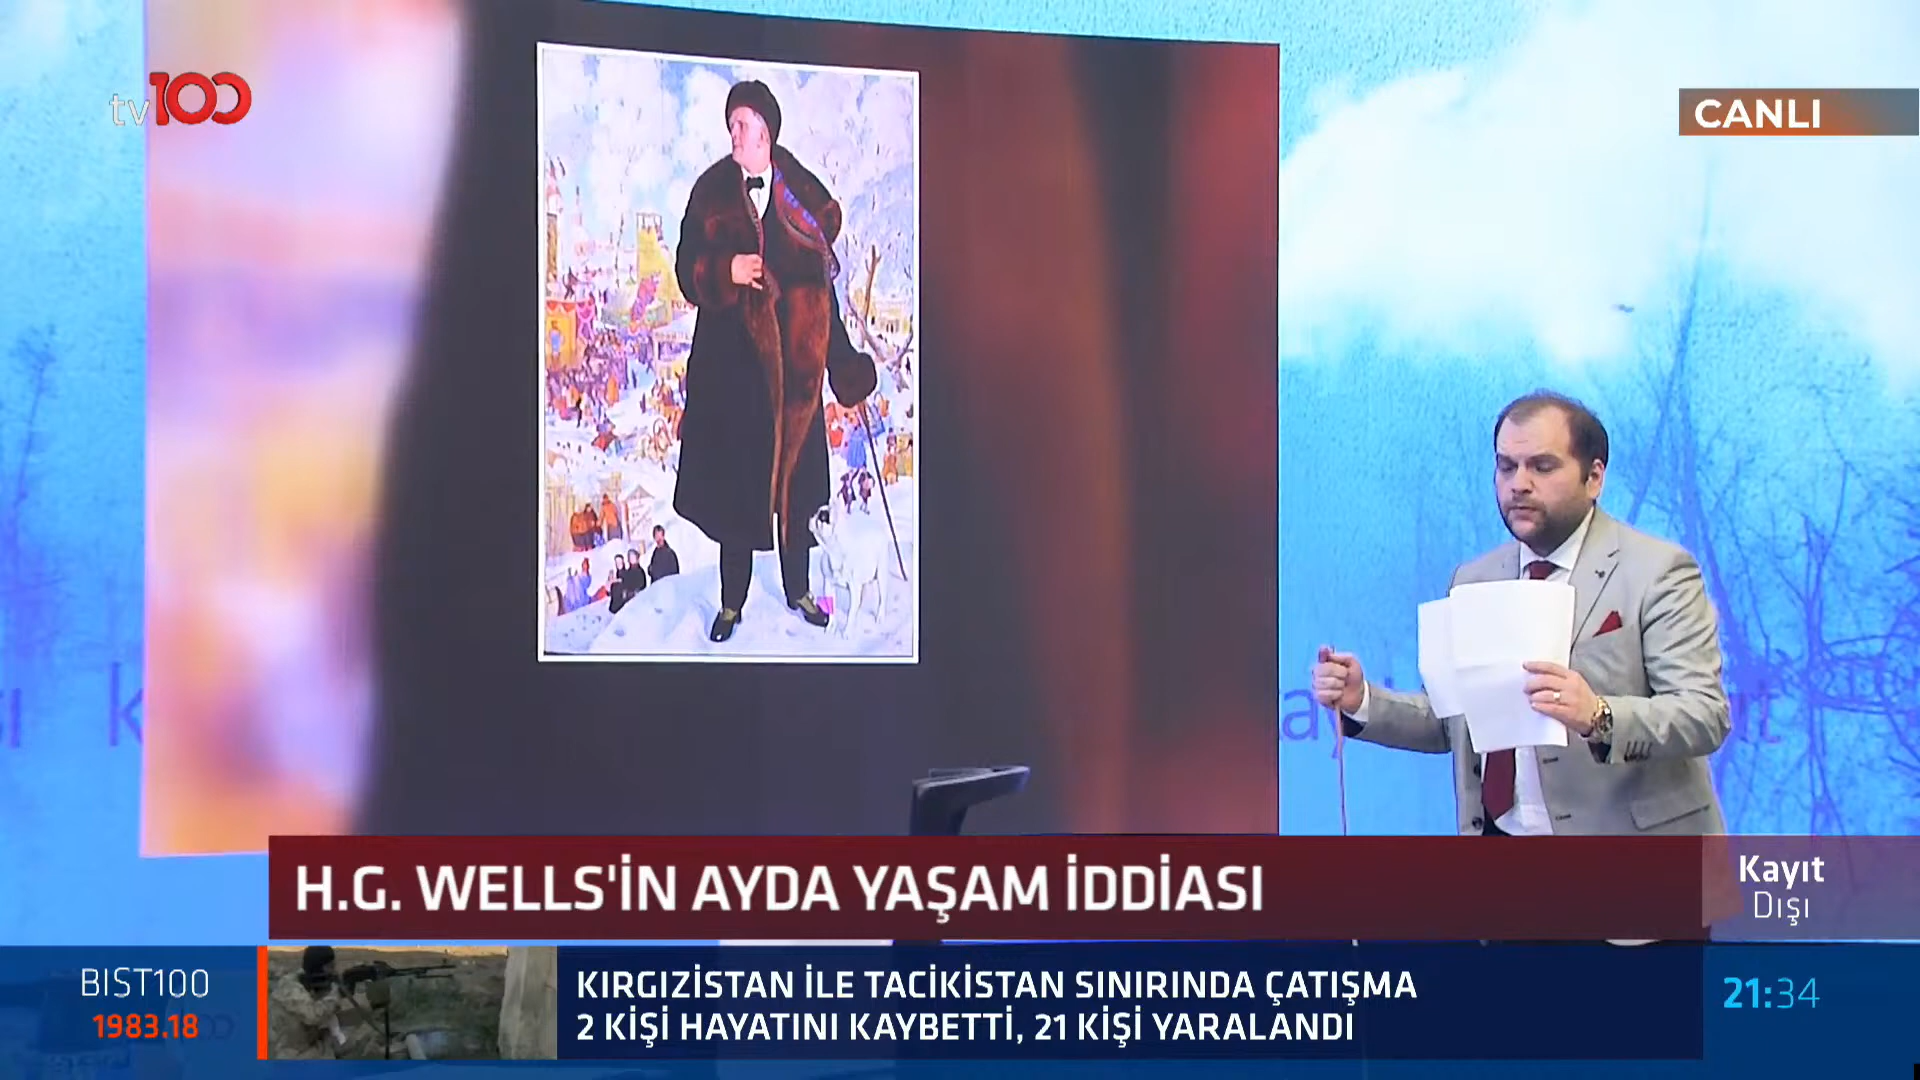 tv100
CANLI
H.G. WELLS'İN AYDA YAŞAM İDDİASI
Kayıt
Dışı
BIST100
1983.18
KIRGIZİSTAN İLE TACİKİSTAN SINIRINDA ÇATIŞMA
2 KİŞİ HAYATINI KAYBETTİ, 21 KİŞİ YARALANDI
21:34